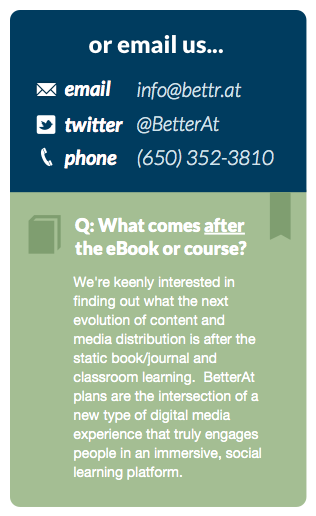 or email us...
email info@bettr.at
twitter @BetterAt
phone (650) 352-3810
Q: What comes after
the eBook or course?
We're keenly interested in
finding out what the next
evolution of content and
media distribution is after the
static book/journal and
classroom learning.  BetterAt
plans are the intersection of a
new type of digital media
experience that truly engages
people in an immersive, social
learning platform.